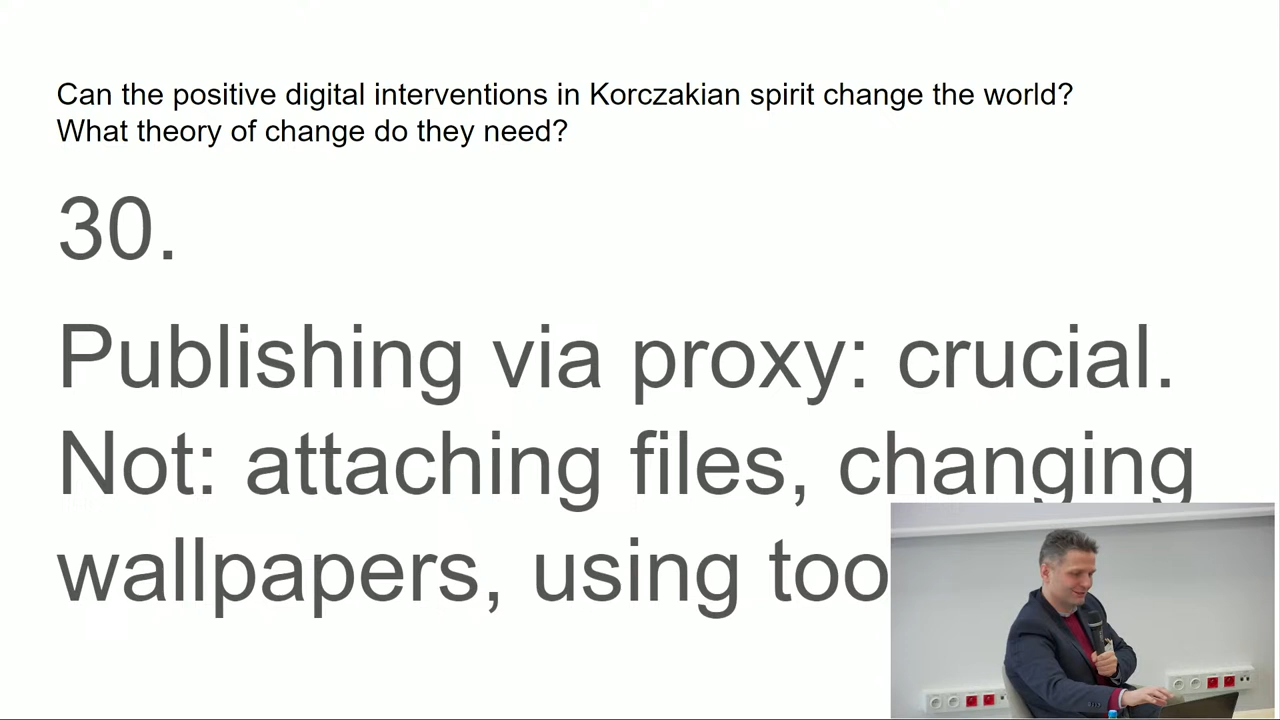 Can the positive digital interventions in Korczakian spirit change the world?
What theory of change do they need?
30.
Publishing via proxy: crucial.
Not: attaching files, changing
wallpapers, using